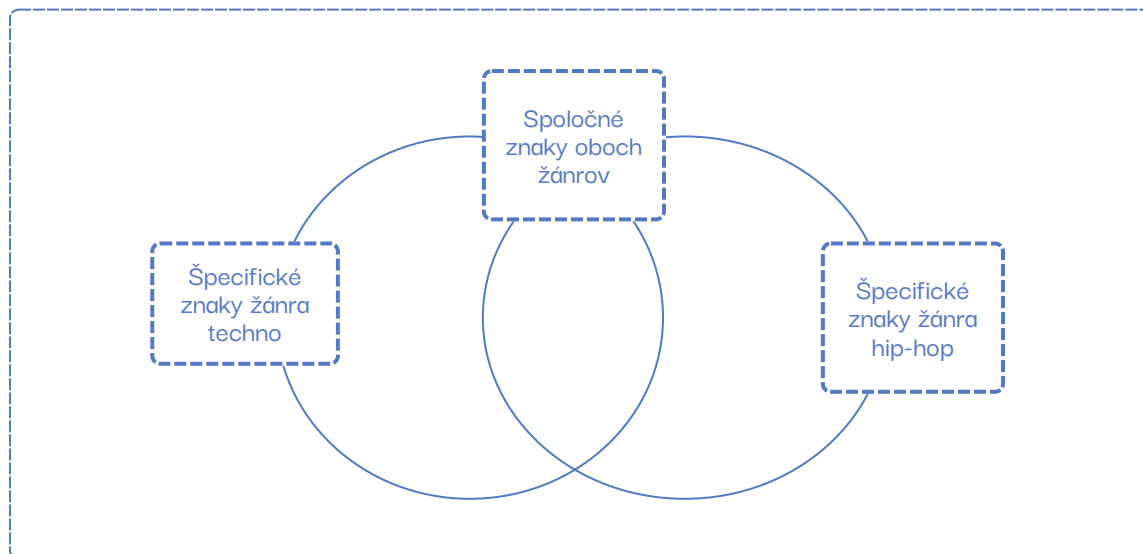 Spoločné
znaky oboch
žánrov
Špecifické
znaky žánra
techno
Špecifické
znaky žánra
hip-hop